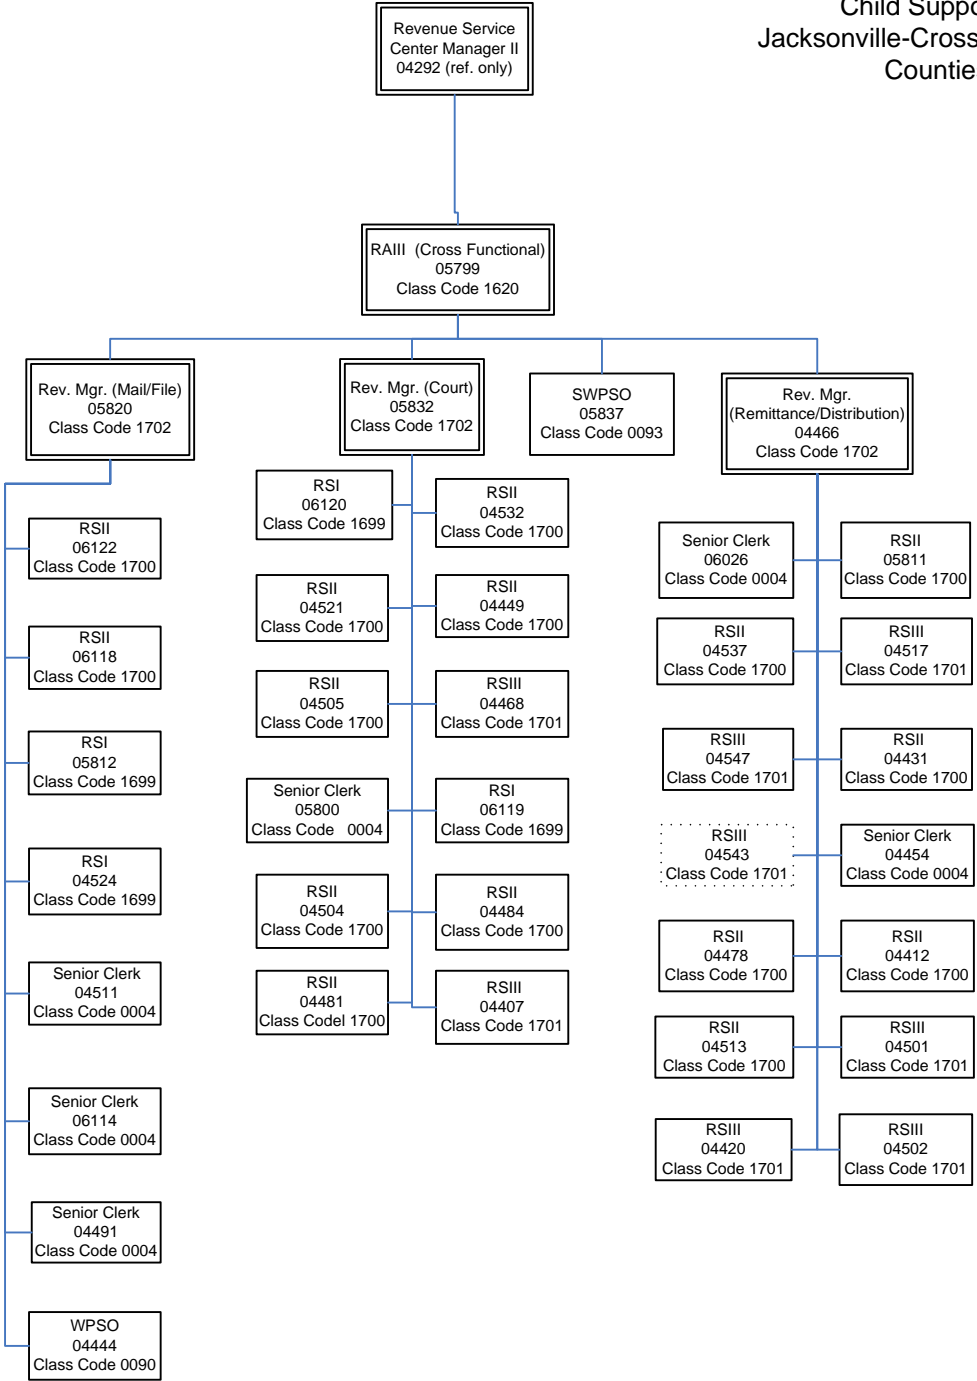 Child Suppo
Jacksonville-Cross
Countie
Revenue Service
Center Manager II
04292 (ref. only)
RAIII (Cross Functional)
05799
Class Code 1620
Rev. Mgr. (Mail/File)
05820
Class Code 1702
Rev. Mgr. (Court)
05832
Class Code 1702
SWPSO
05837
Class Code 0093
Rev. Mgr.
(Remittance/Distribution)
04466
Class Code 1702
RSII
06122
Class Code 1700
RSII
06118
Class Code 1700
RSI
05812
Class Code 1699
RSI
04524
Class Code 1699
Senior Clerk
04511
Class Code 0004
Senior Clerk
06114
Class Code 0004
Senior Clerk
04491
Class Code 0004
WPSO
04444
Class Code 0090
RSI
06120
Class Code 1699
RSII
04532
Class Code 1700
RSII
04521
Class Code 1700
RSII
04449
Class Code 1700
RSII
04505
Class Code 1700
RSIII
04468
Class Code 1701
Senior Clerk
05800
Class Code 0004
RSI
06119
Class Code 1699
RSII
04504
Class Code 1700
RSII
04484
Class Code 1700
RSII
04481
Class Codel 1700
RSIII
04407
Class Code 1701
Senior Clerk
06026
Class Code 0004
RSII
05811
Class Code 1700
RSII
04537
Class Code 1700
RSIII
04517
Class Code 1701
RSIII
04547
Class Code 1701
RSII
04431
Class Code 1700
RSIII
04543
Class Code 1701
Senior Clerk
04454
Class Code 0004
RSII
04478
Class Code 1700
RSII
04412
Class Code 1700
RSII
04513
Class Code 1700
RSIII
04501
Class Code 1701
RSIII
04420
Class Code 1701
RSIII
04502
Class Code 1701